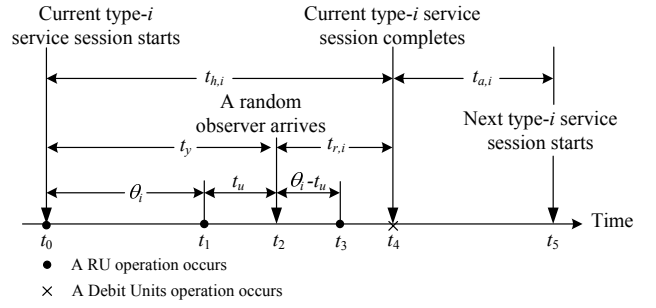 Current type-i
service session starts
Current type-i service
session completes
t_{h,i}
t_{a,i}
A random
observer arrives
Next type-i service
session starts
t_y
t_{r,i}
θ_i
t_u
θ_i-t_u
Time
t_0
t_1
t_2
t_3
t_4
t_5
● A RU operation occurs
× A Debit Units operation occurs